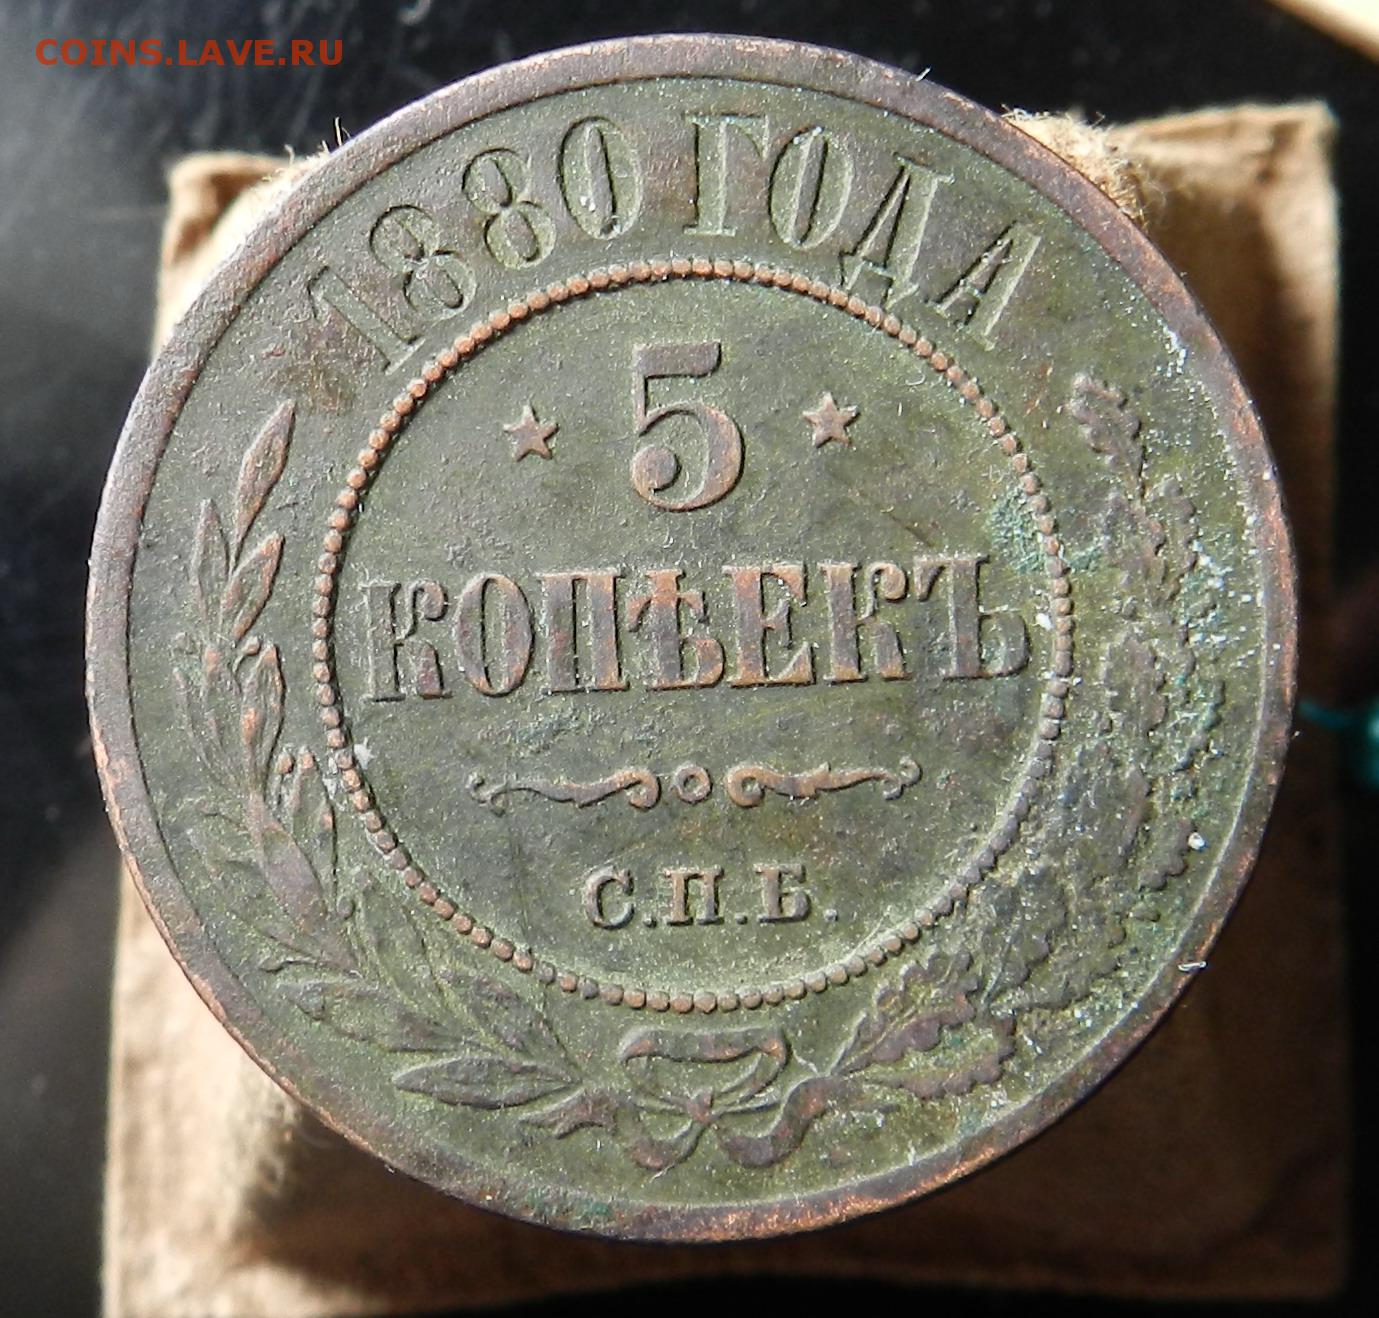 COINS.LAVE.RU
1880 ГОДА
5
КОПѢЕКЪ
С.П.Б.